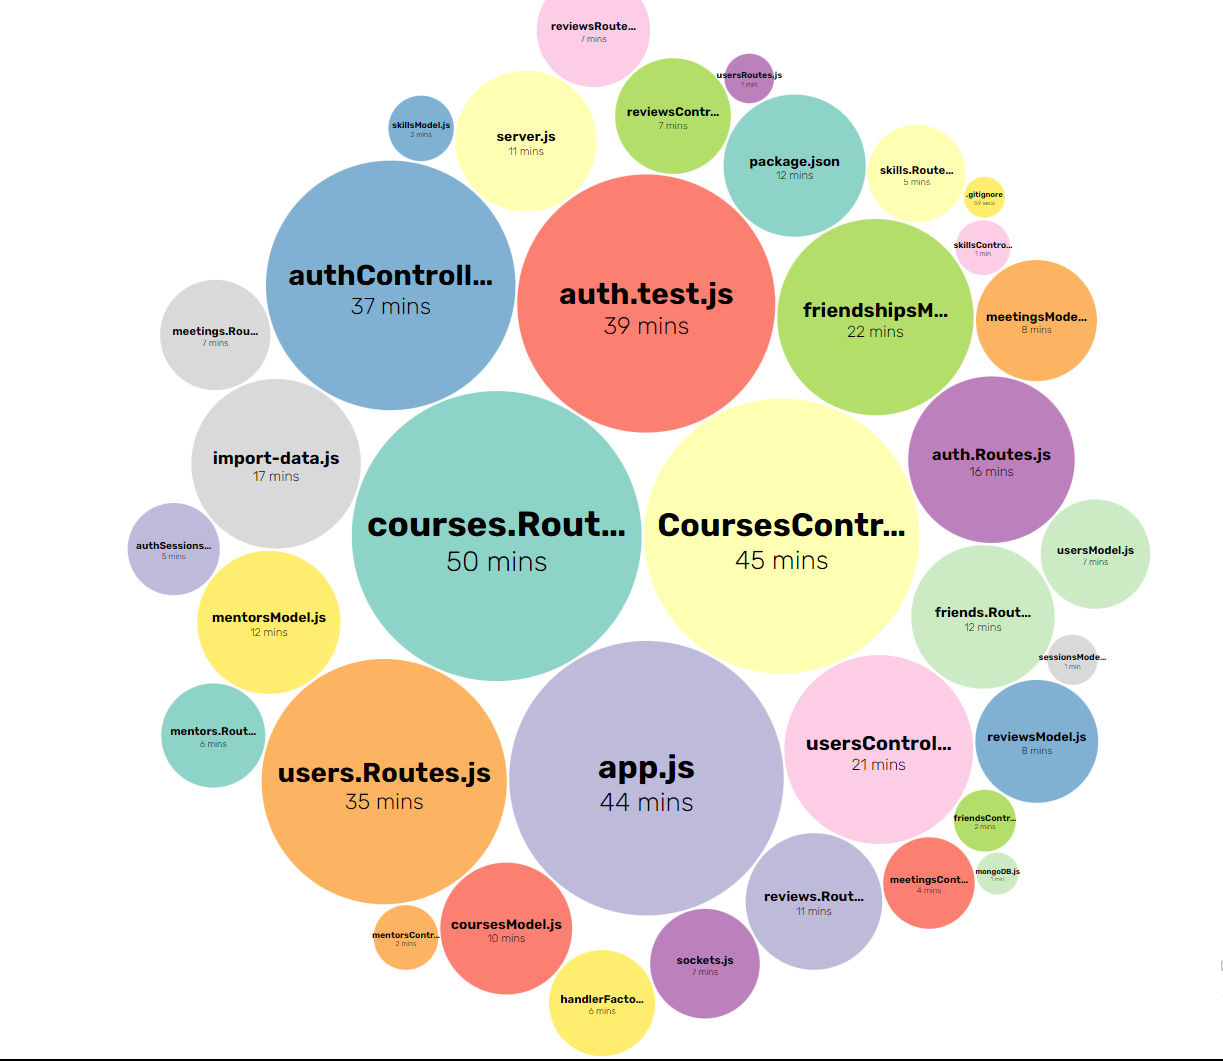 reviewsRoute...
7 mins
usersRoutes.js
1 min
reviewsContr...
7 mins
skillsModel.js
2 mins
server.js
11 mins
package.json
12 mins
skills.Route...
5 mins
.gitignore
59 secs
skillsContro...
1 min
authControll...
37 mins
auth.test.js
39 mins
friendshipsM...
22 mins
meetingsMode...
8 mins
meetings.Rou...
7 mins
import-data.js
17 mins
auth.Routes.js
16 mins
courses.Rout...
50 mins
CoursesContr...
45 mins
authSessions...
5 mins
usersModel.js
7 mins
mentorsModel.js
12 mins
friends.Rout...
12 mins
sessionsMode...
1 min
mentors.Rout...
6 mins
users.Routes.js
35 mins
app.js
44 mins
usersControl...
21 mins
reviewsModel.js
8 mins
friendsContr...
2 mins
mongoDB.js
1 min
meetingsCont...
4 mins
reviews.Rout...
11 mins
mentorsContr...
2 mins
coursesModel.js
10 mins
sockets.js
7 mins
handlerFacto...
6 mins